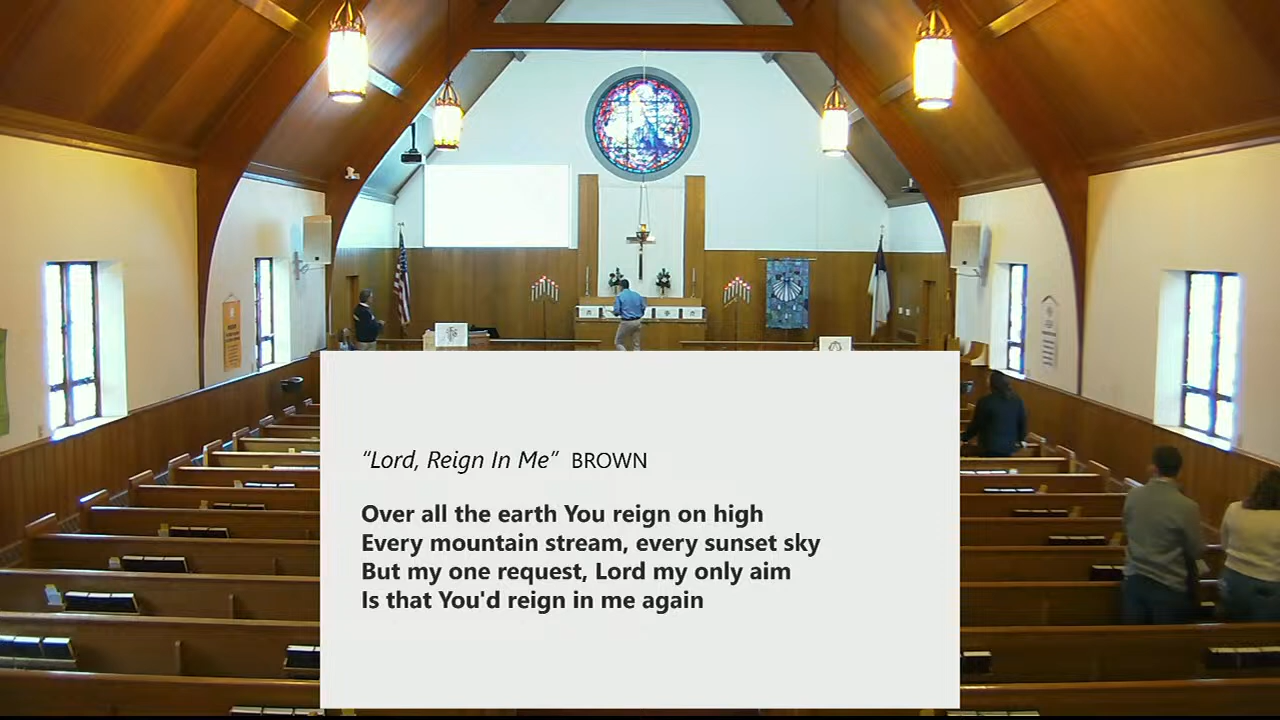 “Lord, Reign In Me” BROWN
Over all the earth You reign on high
Every mountain stream, every sunset sky
But my one request, Lord my only aim
Is that You'd reign in me again